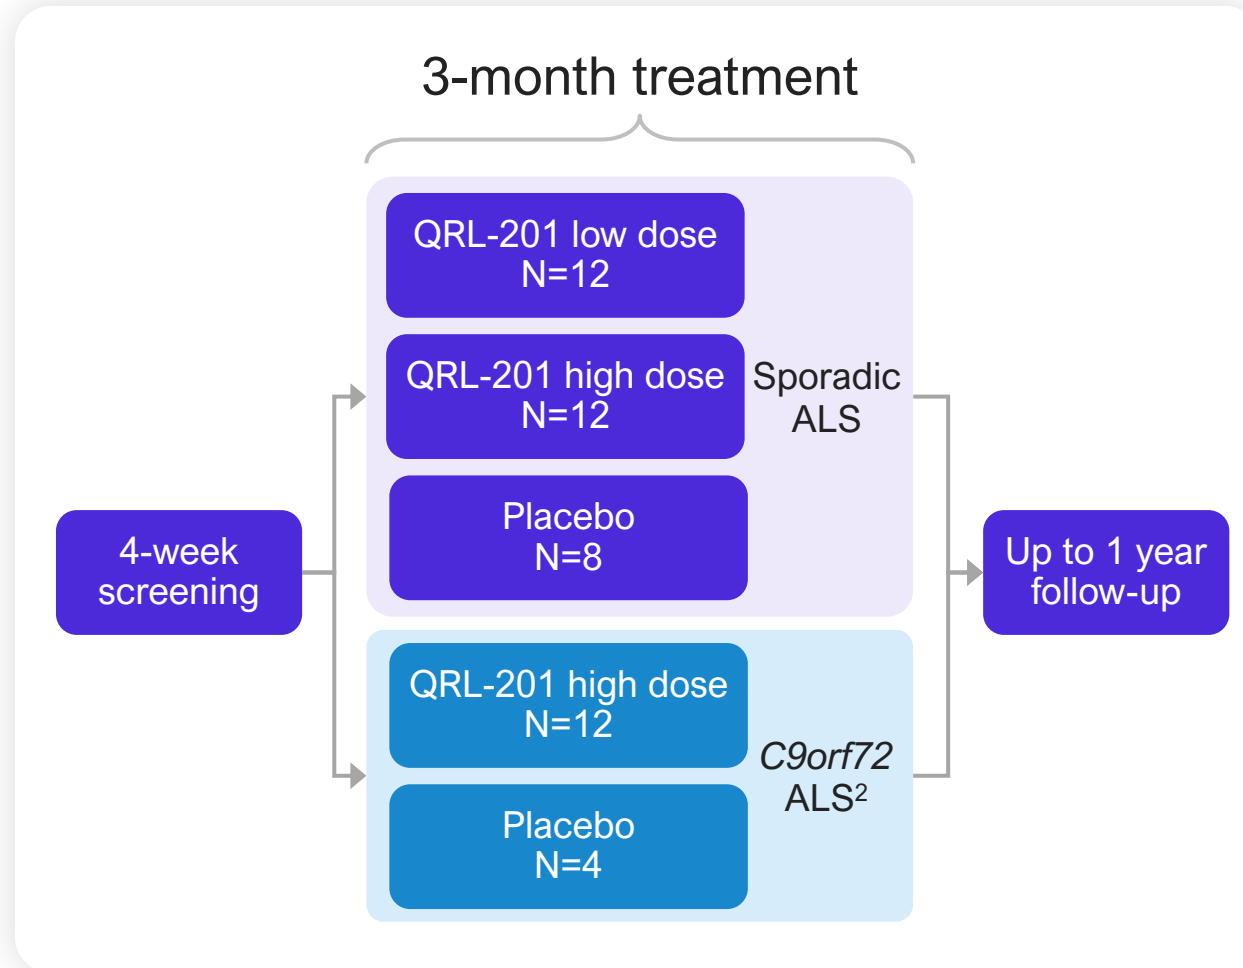 3-month treatment
QRL-201 low dose
N=12
QRL-201 high dose
N=12
Sporadic
ALS
Placebo
N=8
4-week
screening
Up to 1 year
follow-up
QRL-201 high dose
N=12
C9orf72
ALS²
Placebo
N=4